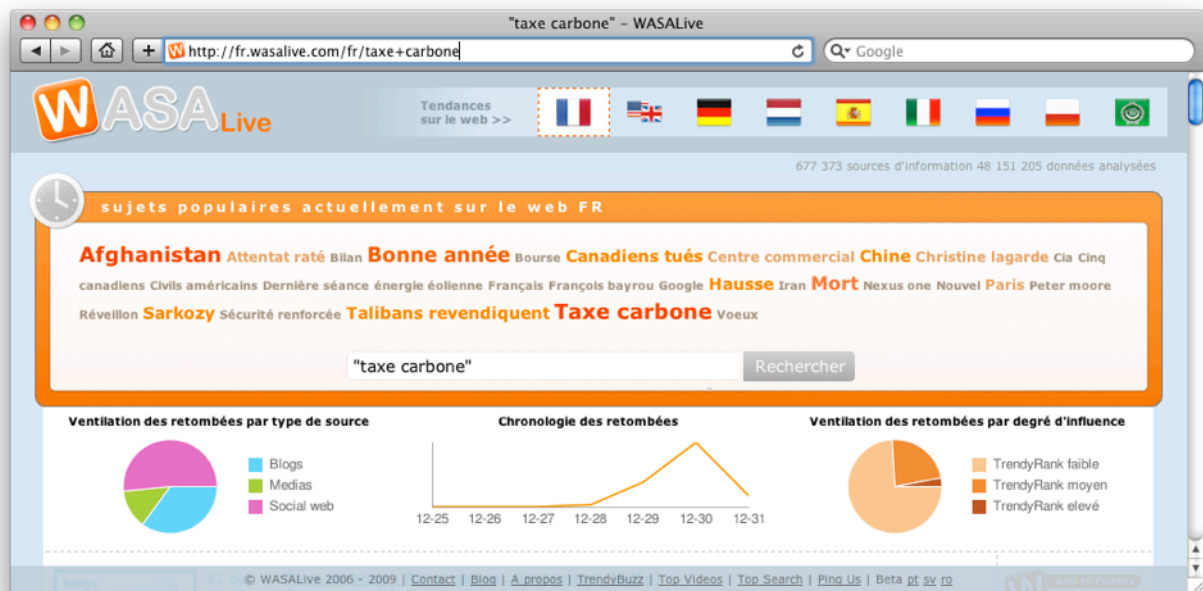 "taxe carbone" – WASALive
http://fr.wasalive.com/fr/taxe+carbone
Google
WASALive
Tendances
sur le web >>
677 373 sources d'information 48 151 205 données analysées
sujets populaires actuellement sur le web FR
Afghanistan Attentat raté Bilan Bonne année Bourse Canadiens tués Centre commercial Chine Christine lagarde Cia Cinq
canadiens Civils américains Dernière séance énergie éolienne Français François bayrou Google Hausse Iran Mort Nexus one Nouvel Paris Peter moore
Réveillon Sarkozy Sécurité renforcée Talibans revendiquent Taxe carbone Voeux
"taxe carbone" Rechercher
Ventilation des retombées par type de source
Blogs
Medias
Social web
Chronologie des retombées
12-25 12-26 12-27 12-28 12-29 12-30 12-31
Ventilation des retombées par degré d'influence
TrendyRank faible
TrendyRank moyen
TrendyRank elevé
© WASALive 2006 - 2009 | Contact | Blog | A propos | TrendyBuzz | Top Videos | Top Search | Ping Us | Beta pt sv ro